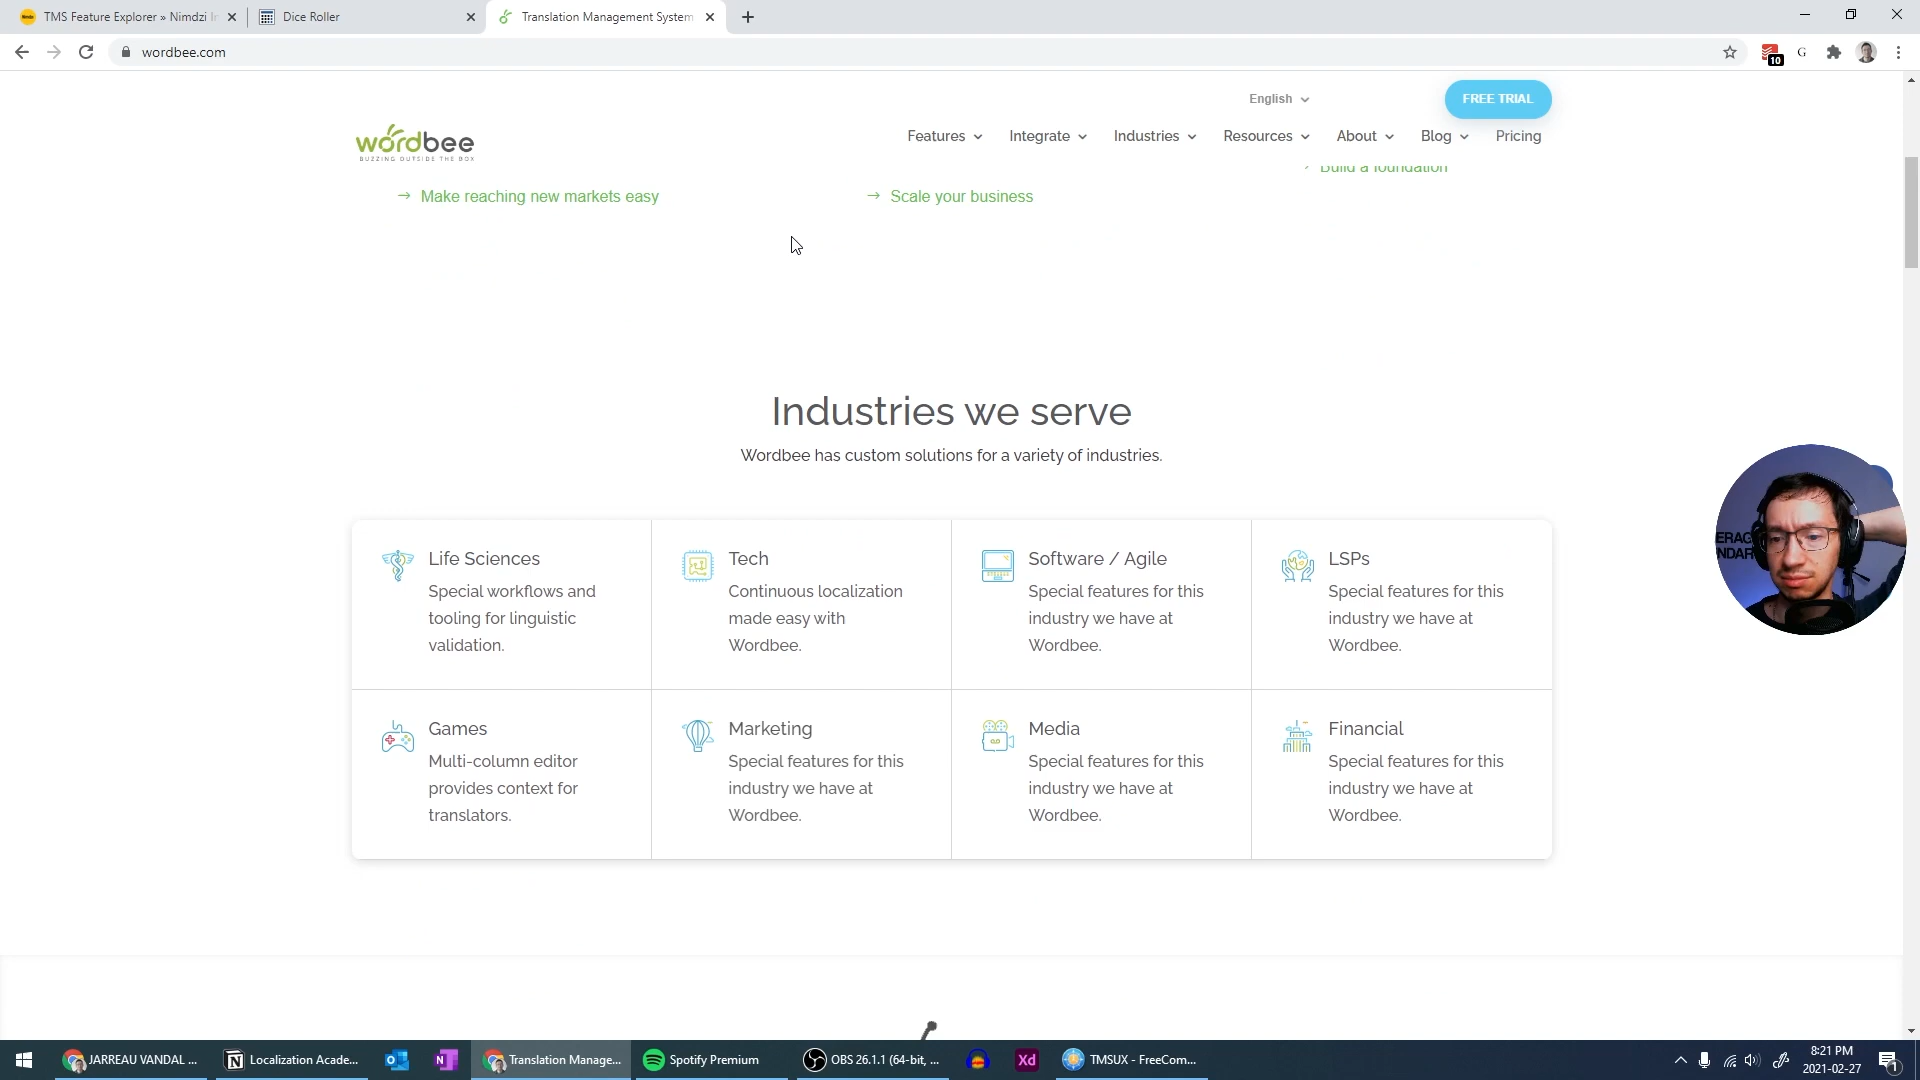 TMS Feature Explorer » Nimdzi In
Dice Roller
Translation Management System
wordbee.com
10
G
English
FREE TRIAL
wordbee
BUZZING OUTSIDE THE BOX
Features
Integrate
Industries
Resources
About
Blog
Pricing
Build a foundation
→ Make reaching new markets easy
→ Scale your business
Industries we serve
Wordbee has custom solutions for a variety of industries.
Life Sciences
Special workflows and
tooling for linguistic
validation.
Tech
Continuous localization
made easy with
Wordbee.
Software / Agile
Special features for this
industry we have at
Wordbee.
LSPs
Special features for this
industry we have at
Wordbee.
Games
Multi-column editor
provides context for
translators.
Marketing
Special features for this
industry we have at
Wordbee.
Media
Special features for this
industry we have at
Wordbee.
Financial
Special features for this
industry we have at
Wordbee.
JARREAU VANDAL ...
Localization Acade...
Translation Manage...
Spotify Premium
OBS 26.1.1 (64-bit, ...
Xd
TMSUX - FreeCom...
8:21 PM
2021-02-27
1